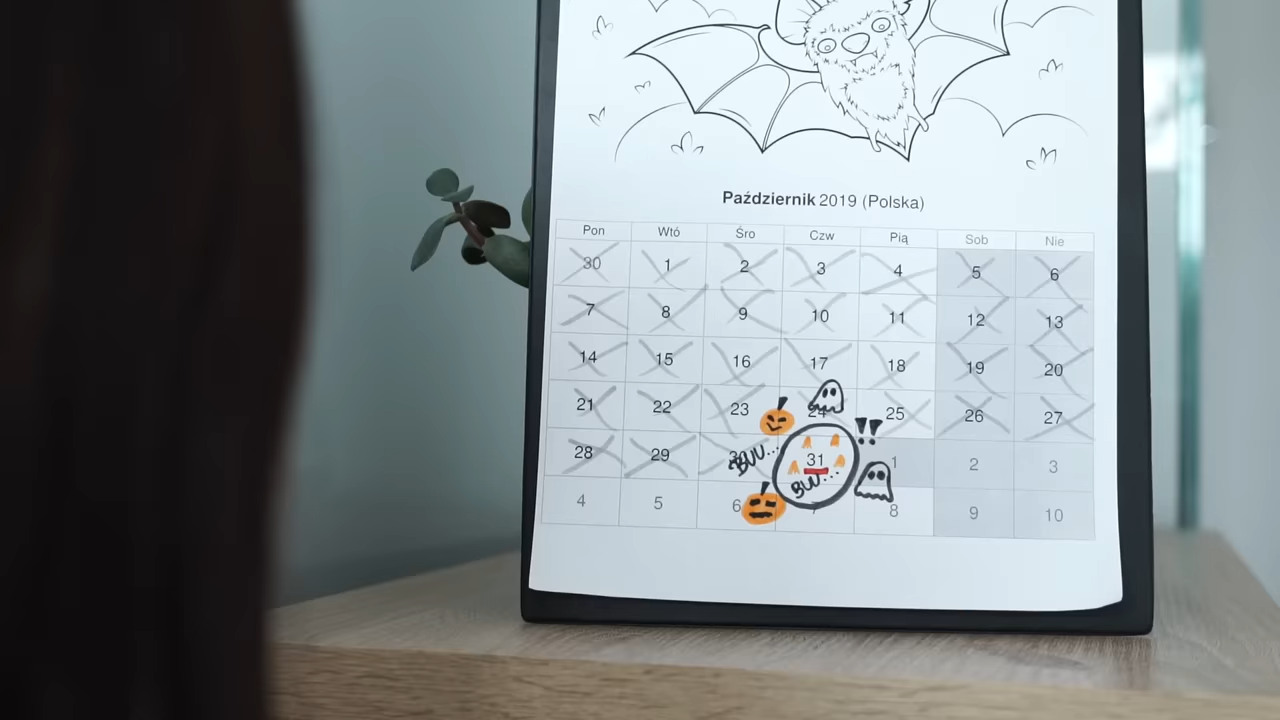 Październik 2019 (Polska)
Pon Wtó Śro Czw Pią Sob Nie
30 1 2 3 4 5 6
7 8 9 10 11 12 13
14 15 16 17 18 19 20
21 22 23 24 25 26 27
!!
28 29 30 31 1 2 3
BUU...
BUU...
4 5 6 7 8 9 10